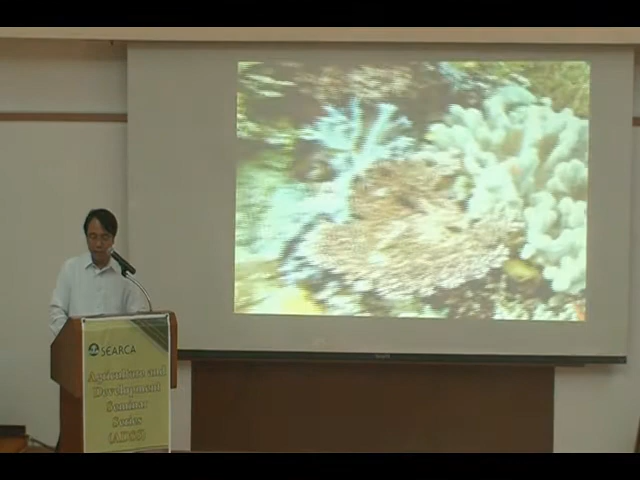 SEARCA
Agriculture and
Development
Seminar
Series
(ADSS)